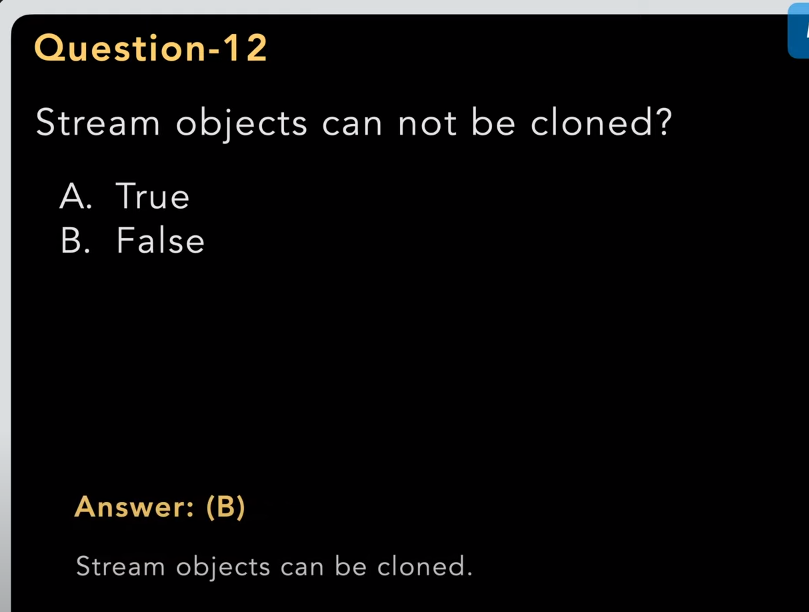 Question-12
Stream objects can not be cloned?
A. True
B. False
Answer: (B)
Stream objects can be cloned.